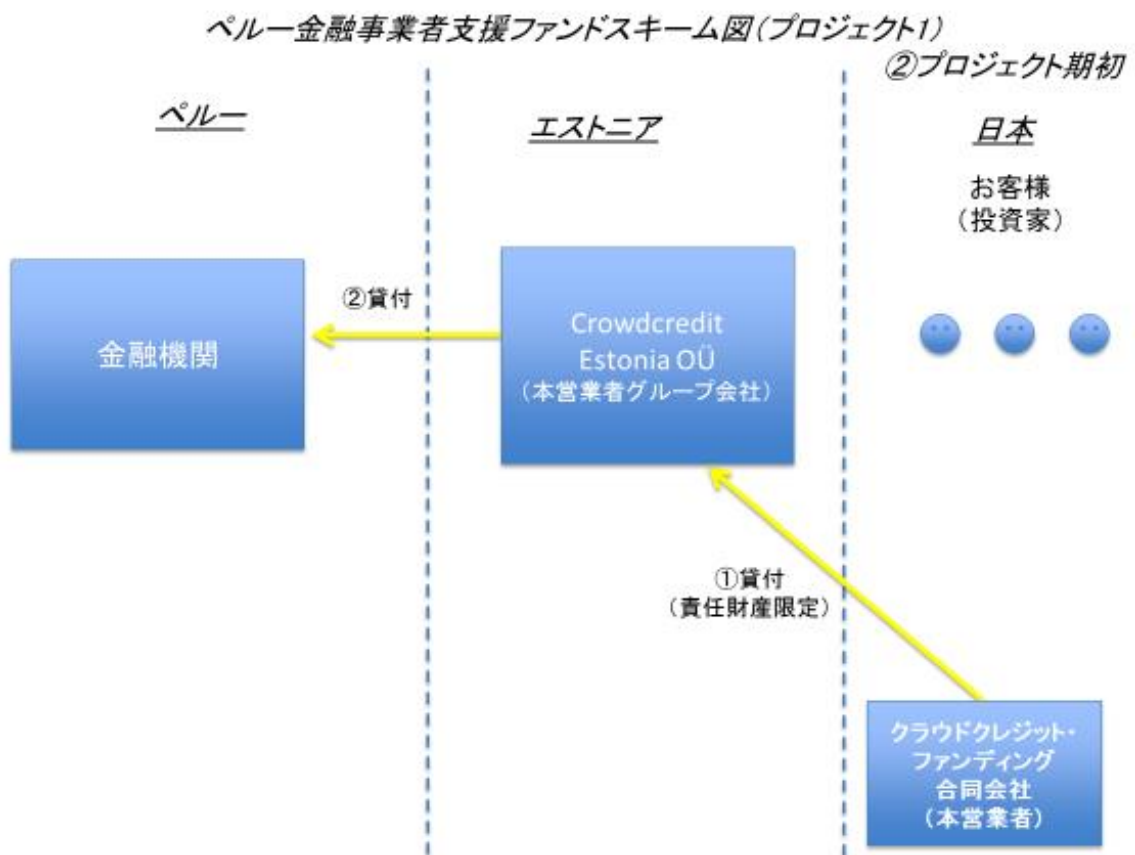 ペルー金融事業者支援ファンドスキーム図(プロジェクト1)
②プロジェクト期初
ペルー
エストニア
日本
お客様
（投資家）
②貸付
金融機関
Crowdcredit
Estonia OÜ
（本営業者グループ会社）
①貸付
（責任財産限定）
クラウドクレジット・
ファンディング
合同会社
（本営業者）